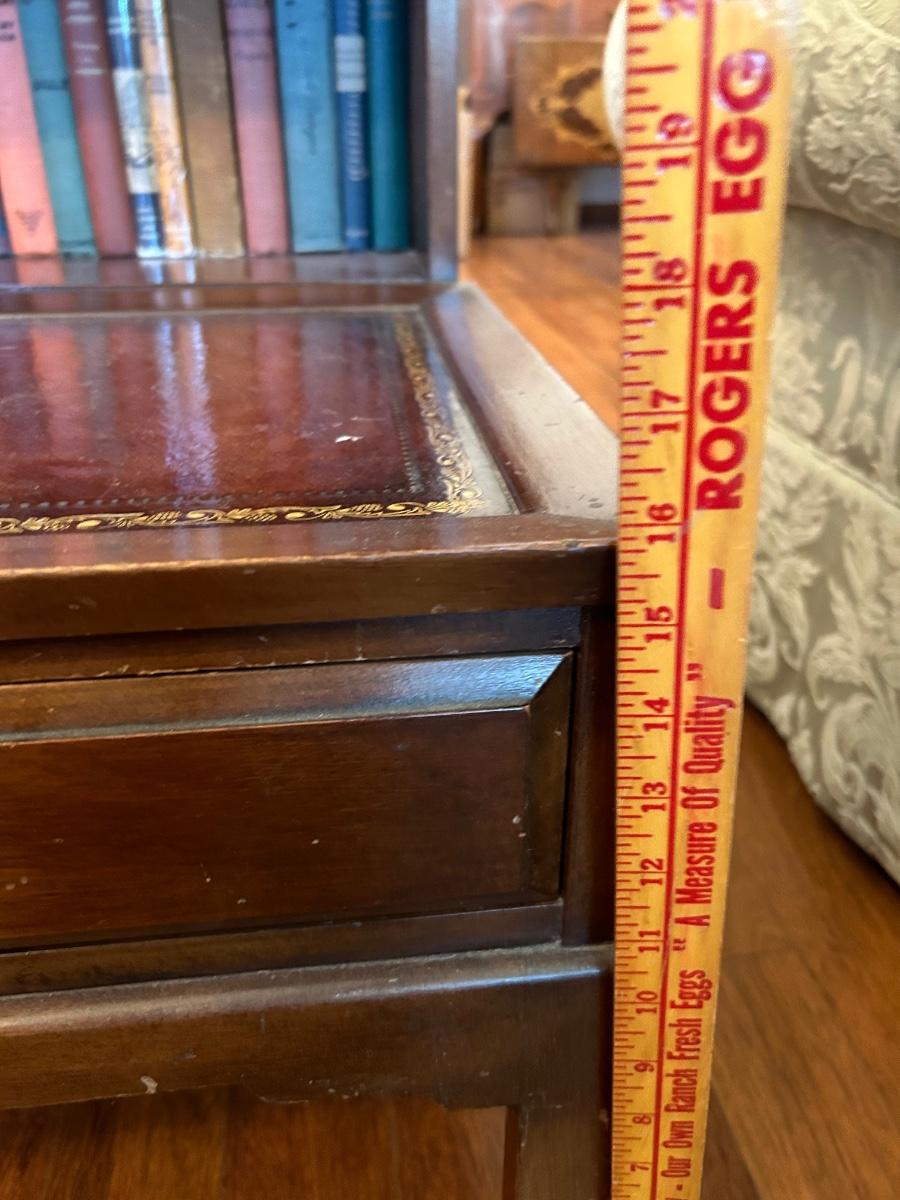 7 8 9 10 11 12 13 14 15 16 17 18 19
- Our Own Ranch Fresh Eggs "A Measure Of Quality" - ROGERS EGG